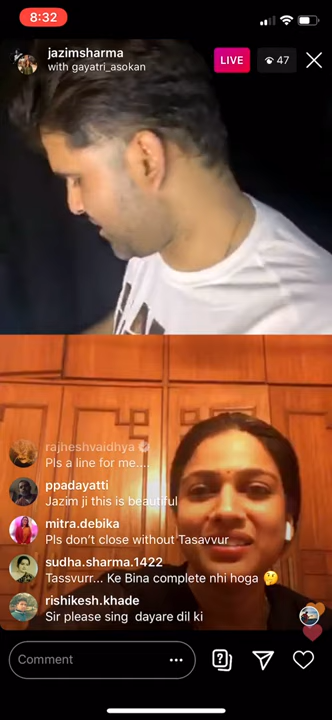 8:32
jazimsharma
with gayatri_asokan
LIVE
47
rajheshvaidhya
Pls a line for me....
ppadayatti
Jazim ji this is beautiful
mitra.debika
Pls don't close without Tasavvur
sudha.sharma.1422
Tassvurr... Ke Bina complete nhi hoga 🤔
rishikesh.khade
Sir please sing dayare dil ki
Comment